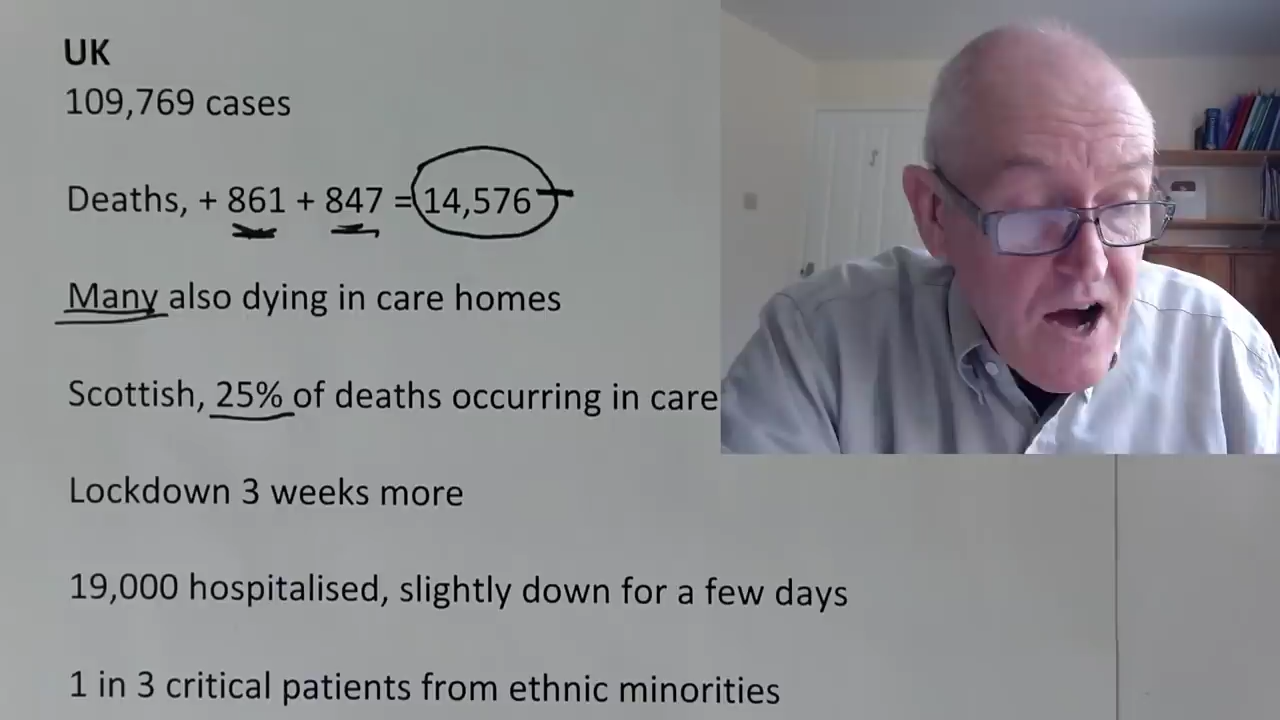 UK
109,769 cases
Deaths, + 861 + 847 = 14,576
Many also dying in care homes
Scottish, 25% of deaths occurring in care
Lockdown 3 weeks more
19,000 hospitalised, slightly down for a few days
1 in 3 critical patients from ethnic minorities